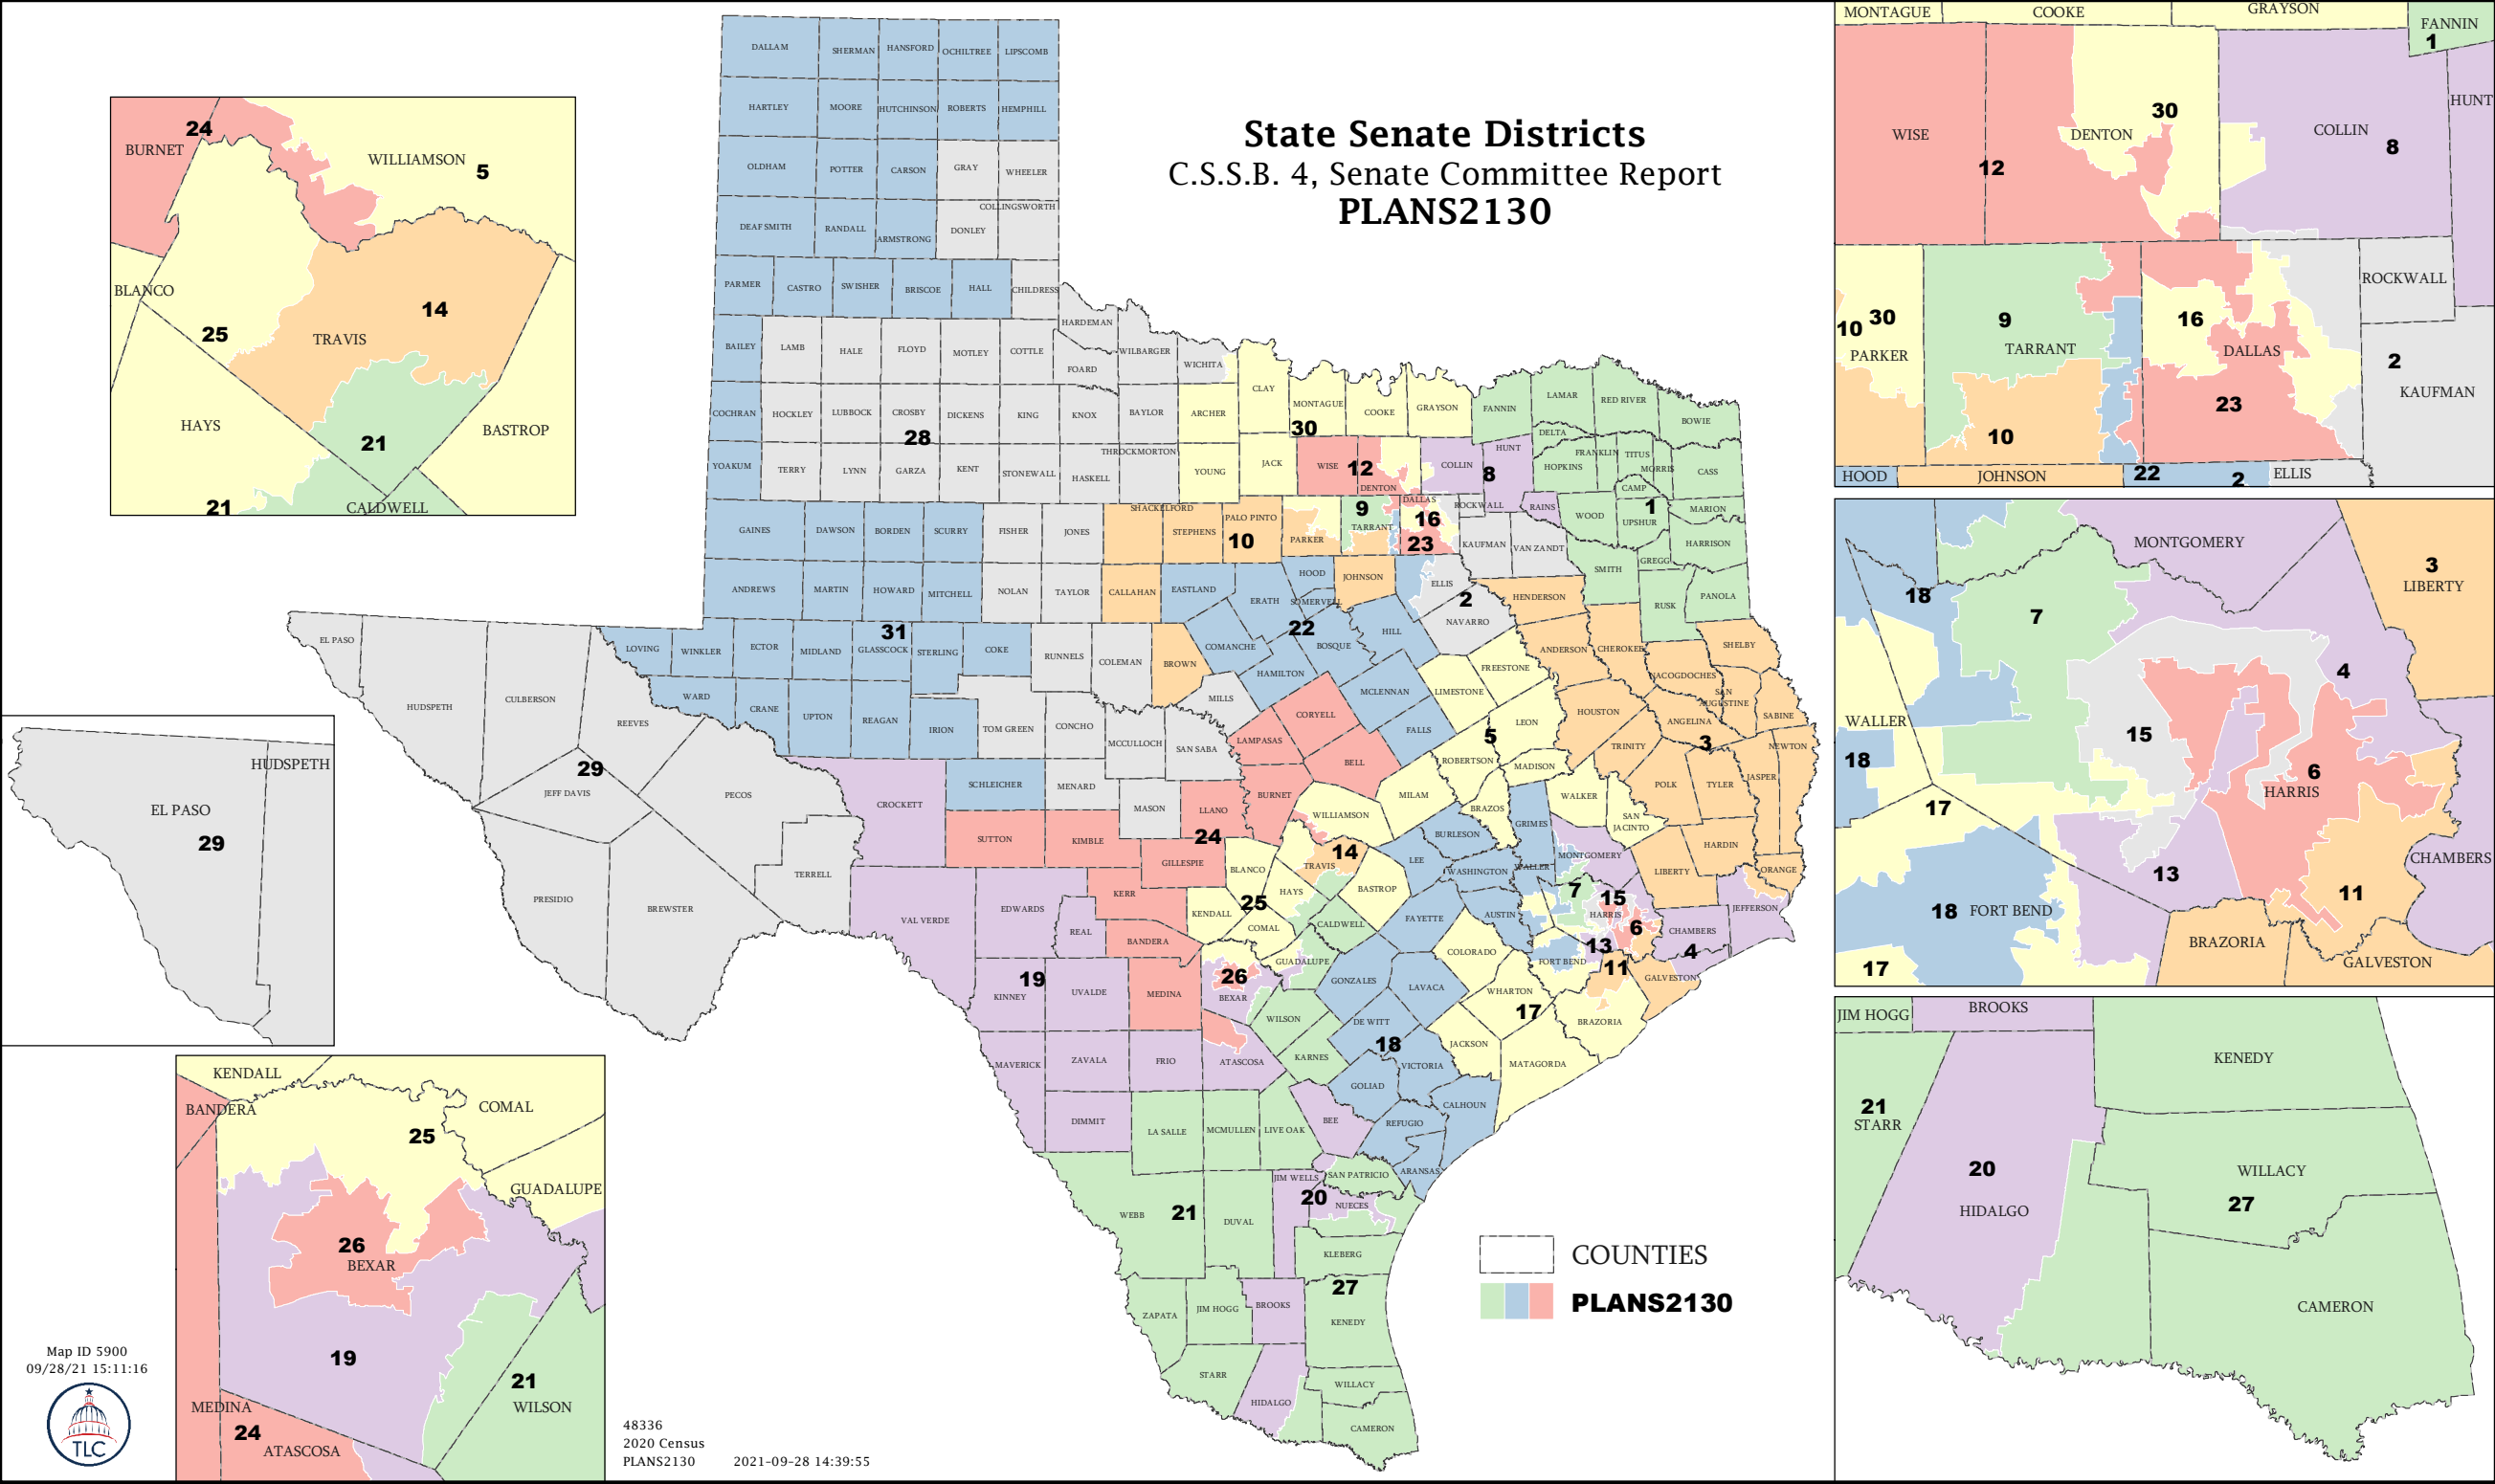 State Senate Districts
C.S.S.B. 4, Senate Committee Report
PLANS2130
DALLAM
SHERMAN
HANSFORD
OCHILTREE
LIPSCOMB
HARTLEY
MOORE
HUTCHINSON
ROBERTS
HEMPHILL
OLDHAM
POTTER
CARSON
GRAY
WHEELER
COLLINGSWORTH
DEAF SMITH
RANDALL
ARMSTRONG
DONLEY
PARMER
CASTRO
SWISHER
BRISCOE
HALL
CHILDRESS
HARDEMAN
BAILEY
LAMB
HALE
FLOYD
MOTLEY
COTTLE
FOARD
WILBARGER
WICHITA
CLAY
COCHRAN
HOCKLEY
LUBBOCK
CROSBY
DICKENS
KING
KNOX
BAYLOR
ARCHER
MONTAGUE
COOKE
GRAYSON
FANNIN
LAMAR
RED RIVER
BOWIE
28
30
DELTA
YOAKUM
TERRY
LYNN
GARZA
KENT
STONEWALL
HASKELL
THROCKMORTON
YOUNG
JACK
WISE
12
DENTON
COLLIN
8
HUNT
HOPKINS
FRANKLIN
TITUS
MORRIS
CASS
CAMP
GAINES
DAWSON
BORDEN
SCURRY
FISHER
JONES
SHACKELFORD
STEPHENS
PALO PINTO
10
PARKER
9
TARRANT
DALLAS
16
23
ROCKWALL
RAINS
WOOD
1
UPSHUR
MARION
KAUFMAN
VAN ZANDT
HARRISON
SMITH
GREGG
ANDREWS
MARTIN
HOWARD
MITCHELL
NOLAN
TAYLOR
CALLAHAN
EASTLAND
ERATH
HOOD
SOMERVELL
JOHNSON
ELLIS
2
NAVARRO
HENDERSON
RUSK
PANOLA
EL PASO
HUDSPETH
CULBERSON
REEVES
LOVING
WINKLER
ECTOR
MIDLAND
31
GLASSCOCK
STERLING
COKE
RUNNELS
COLEMAN
BROWN
COMANCHE
22
BOSQUE
HILL
HAMILTON
FREESTONE
ANDERSON
CHEROKEE
SHELBY
NACOGDOCHES
WARD
CRANE
UPTON
REAGAN
IRION
TOM GREEN
CONCHO
MILLS
MCCULLOCH
SAN SABA
LAMPASAS
CORYELL
MCLENNAN
LIMESTONE
FALLS
LEON
HOUSTON
SAN
AUGUSTINE
ANGELINA
SABINE
29
JEFF DAVIS
PECOS
CROCKETT
SCHLEICHER
MENARD
MASON
LLANO
BURNET
BELL
5
ROBERTSON
MADISON
TRINITY
3
NEWTON
POLK
TYLER
JASPER
MILAM
BRAZOS
WALKER
SAN
JACINTO
GRIMES
SUTTON
KIMBLE
24
GILLESPIE
WILLIAMSON
BURLESON
HARDIN
PRESIDIO
BREWSTER
TERRELL
VAL VERDE
EDWARDS
KERR
REAL
BANDERA
BLANCO
TRAVIS
14
LEE
WASHINGTON
WALLER
MONTGOMERY
LIBERTY
ORANGE
HAYS
BASTROP
KENDALL
25
COMAL
CALDWELL
FAYETTE
AUSTIN
7
15
HARRIS
6
JEFFERSON
CHAMBERS
4
13
FORT BEND
11
GALVESTON
COLORADO
GUADALUPE
26
BEXAR
19
KINNEY
UVALDE
MEDINA
GONZALES
LAVACA
WHARTON
17
BRAZORIA
WILSON
DE WITT
18
JACKSON
MATAGORDA
MAVERICK
ZAVALA
FRIO
ATASCOSA
KARNES
VICTORIA
GOLIAD
CALHOUN
DIMMIT
LA SALLE
MCMULLEN
LIVE OAK
BEE
REFUGIO
ARANSAS
SAN PATRICIO
JIM WELLS
20
NUECES
WEBB
21
DUVAL
KLEBERG
27
ZAPATA
JIM HOGG
BROOKS
KENEDY
STARR
HIDALGO
WILLACY
CAMERON
COUNTIES
PLANS2130
24
BURNET
WILLIAMSON
5
BLANCO
14
25
TRAVIS
HAYS
BASTROP
21
21
CALDWELL
HUDSPETH
EL PASO
29
KENDALL
BANDERA
COMAL
25
GUADALUPE
26
BEXAR
19
21
WILSON
MEDINA
24
ATASCOSA
MONTAGUE
COOKE
GRAYSON
FANNIN
1
HUNT
30
WISE
DENTON
COLLIN
8
12
ROCKWALL
10
30
9
16
PARKER
TARRANT
DALLAS
2
KAUFMAN
23
10
HOOD
JOHNSON
22
2
ELLIS
MONTGOMERY
3
LIBERTY
18
7
4
WALLER
15
18
6
HARRIS
17
CHAMBERS
13
11
18
FORT BEND
BRAZORIA
GALVESTON
17
JIM HOGG
BROOKS
KENEDY
21
STARR
20
WILLACY
27
HIDALGO
CAMERON
Map ID 5900
09/28/21 15:11:16
TLC
48336
2020 Census
PLANS2130 2021-09-28 14:39:55